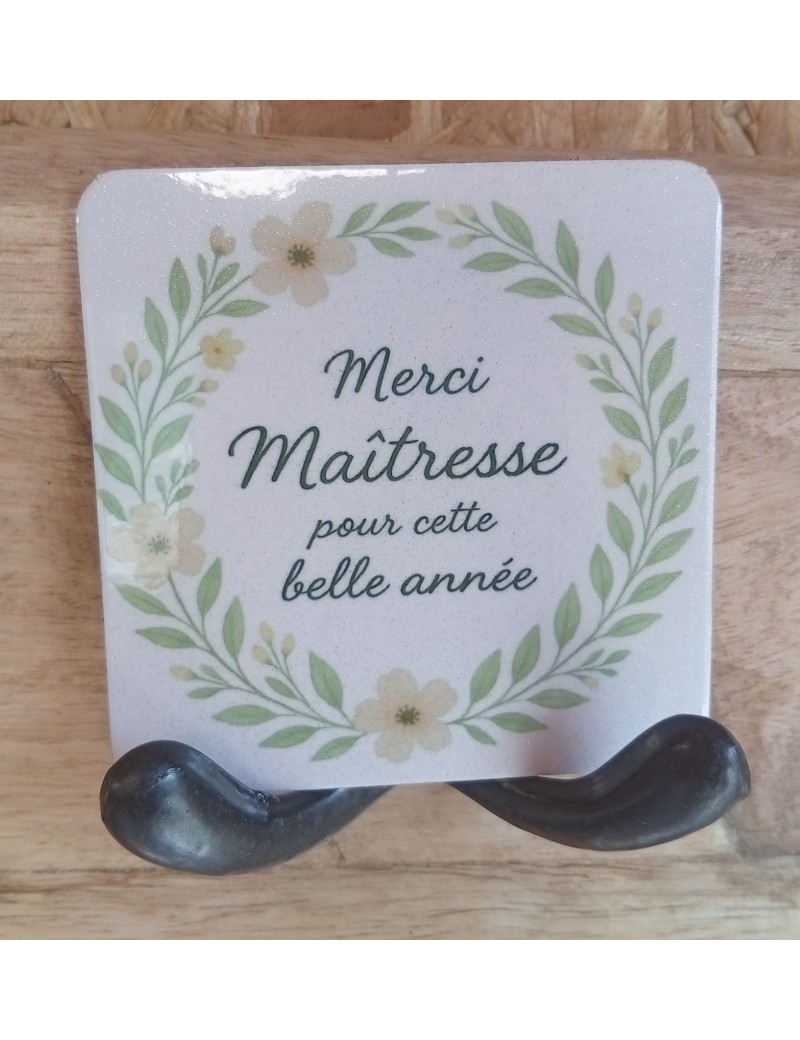 Merci
Maîtresse
pour cette
belle année